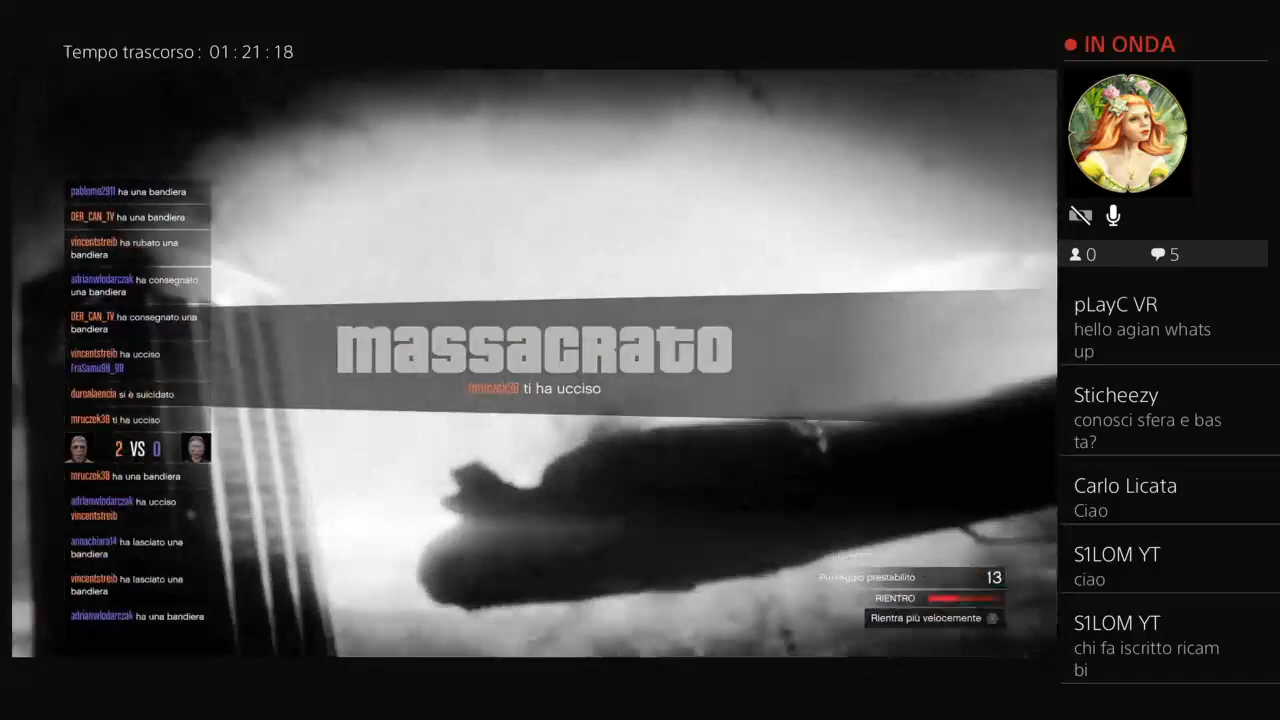 Tempo trascorso: 01:21:18
IN ONDA
0
5
pablomo2911 ha una bandiera
DER_CAN_TV ha una bandiera
vincentstreib ha rubato una
bandiera
adrianwlodarczak ha consegnato
una bandiera
DER_CAN_TV ha consegnato una
bandiera
vincentstreib ha ucciso
FraSamu98_98
duroalaencia si è suicidato
mruczek38 ti ha ucciso
2 VS 0
mruczek38 ha una bandiera
adrianwlodarczak ha ucciso
vincentstreib
annachiara14 ha lasciato una
bandiera
vincentstreib ha lasciato una
bandiera
adrianwlodarczak ha una bandiera
massacrato
mruczek38 ti ha ucciso
Punteggio prestabilito 13
RIENTRO
Rientra più velocemente
pLayC VR
hello agian whats
up
Sticheezy
conosci sfera e bas
ta?
Carlo Licata
Ciao
S1LOM YT
ciao
S1LOM YT
chi fa iscritto ricam
bi